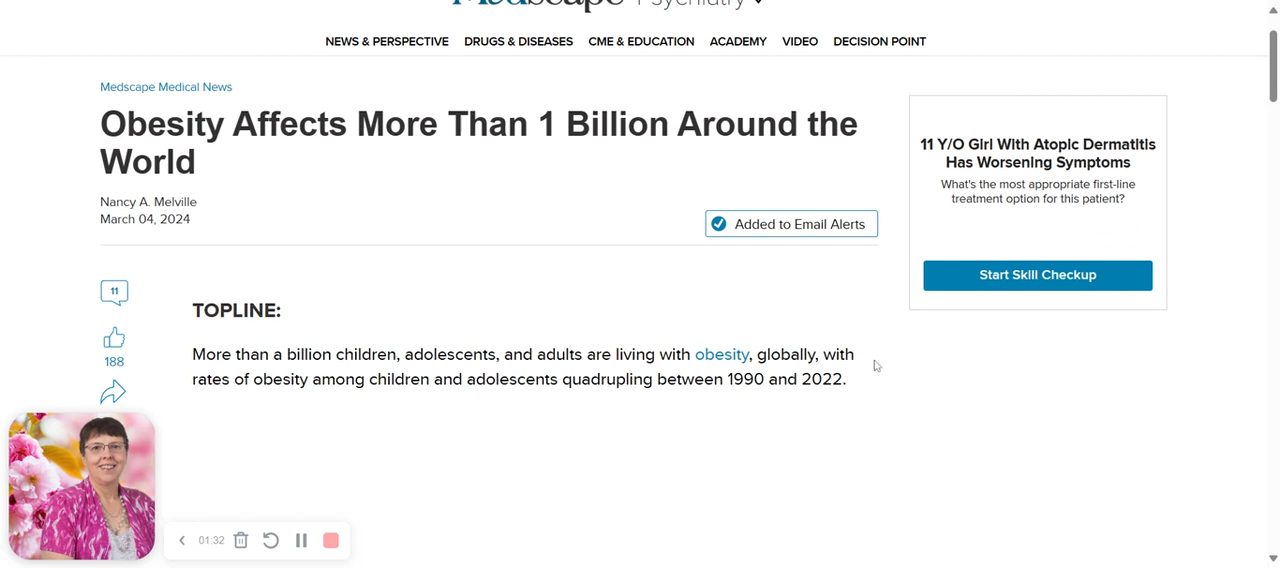 Medscape Psychiatry
NEWS & PERSPECTIVE DRUGS & DISEASES CME & EDUCATION ACADEMY VIDEO DECISION POINT
Medscape Medical News
Obesity Affects More Than 1 Billion Around the
World
Nancy A. Melville
March 04, 2024
Added to Email Alerts
11 Y/O Girl With Atopic Dermatitis
Has Worsening Symptoms
What's the most appropriate first-line
treatment option for this patient?
Start Skill Checkup
11
188
TOPLINE:
More than a billion children, adolescents, and adults are living with obesity, globally, with
rates of obesity among children and adolescents quadrupling between 1990 and 2022.
01:32